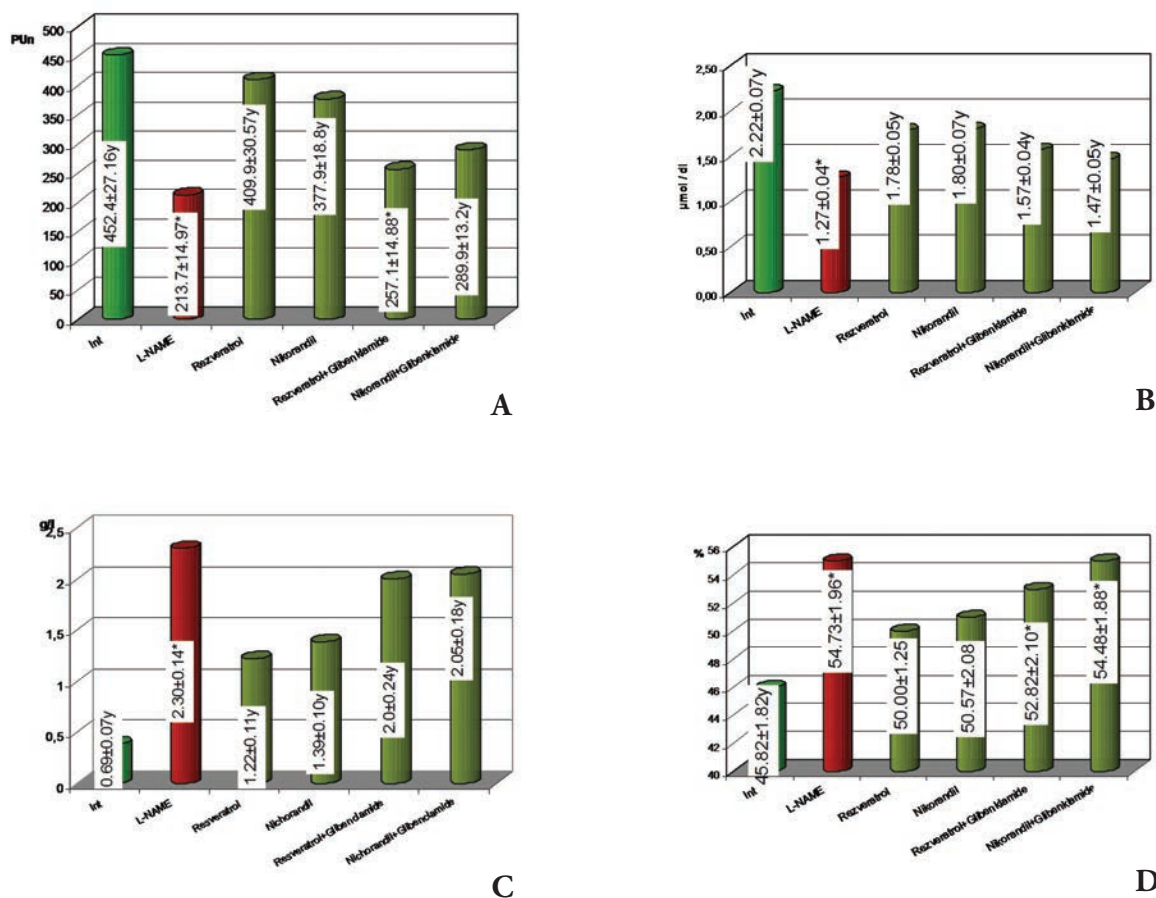 PUn
500
450
400
350
300
250
200
150
100
50
0
452.4±27.16y
213.7±14.97*
409.9±30.57y
377.9±18.8y
257.1±14.88*
289.9±13.2y
Int
L-NAME
Rezveratrol
Nikorandil
Rezveratrol+Glibenklamide
Nikorandil+Glibenklamide
A
µmol / dl
2,50
2,00
1,50
1,00
0,50
0,00
2.22±0.07y
1.27±0.04*
1.78±0.05y
1.80±0.07y
1.57±0.04y
1.47±0.05y
Int
L-NAME
Rezveratrol
Nikorandil
Rezveratrol+Glibenklamide
Nikorandil+Glibenklamide
B
g/l
2,5
2
1,5
1
0,5
0
0.69±0.07y
2.30±0.14*
1.22±0.11y
1.39±0.10y
2.0±0.24y
2.05±0.18y
Int
L-NAME
Resveratrol
Nichorandil
Resveratrol+Glibenclamide
Nichorandil+Glibenclamide
C
%
56
54
52
50
48
46
44
42
40
45.82±1.62y
54.73±1.96*
50.00±1.25
50.57±2.08
52.82±2.10*
54.48±1.88*
Int
L-NAME
Rezveratrol
Nikorandil
Rezveratrol+Glibenklamide
Nikorandil+Glibenklamide
D